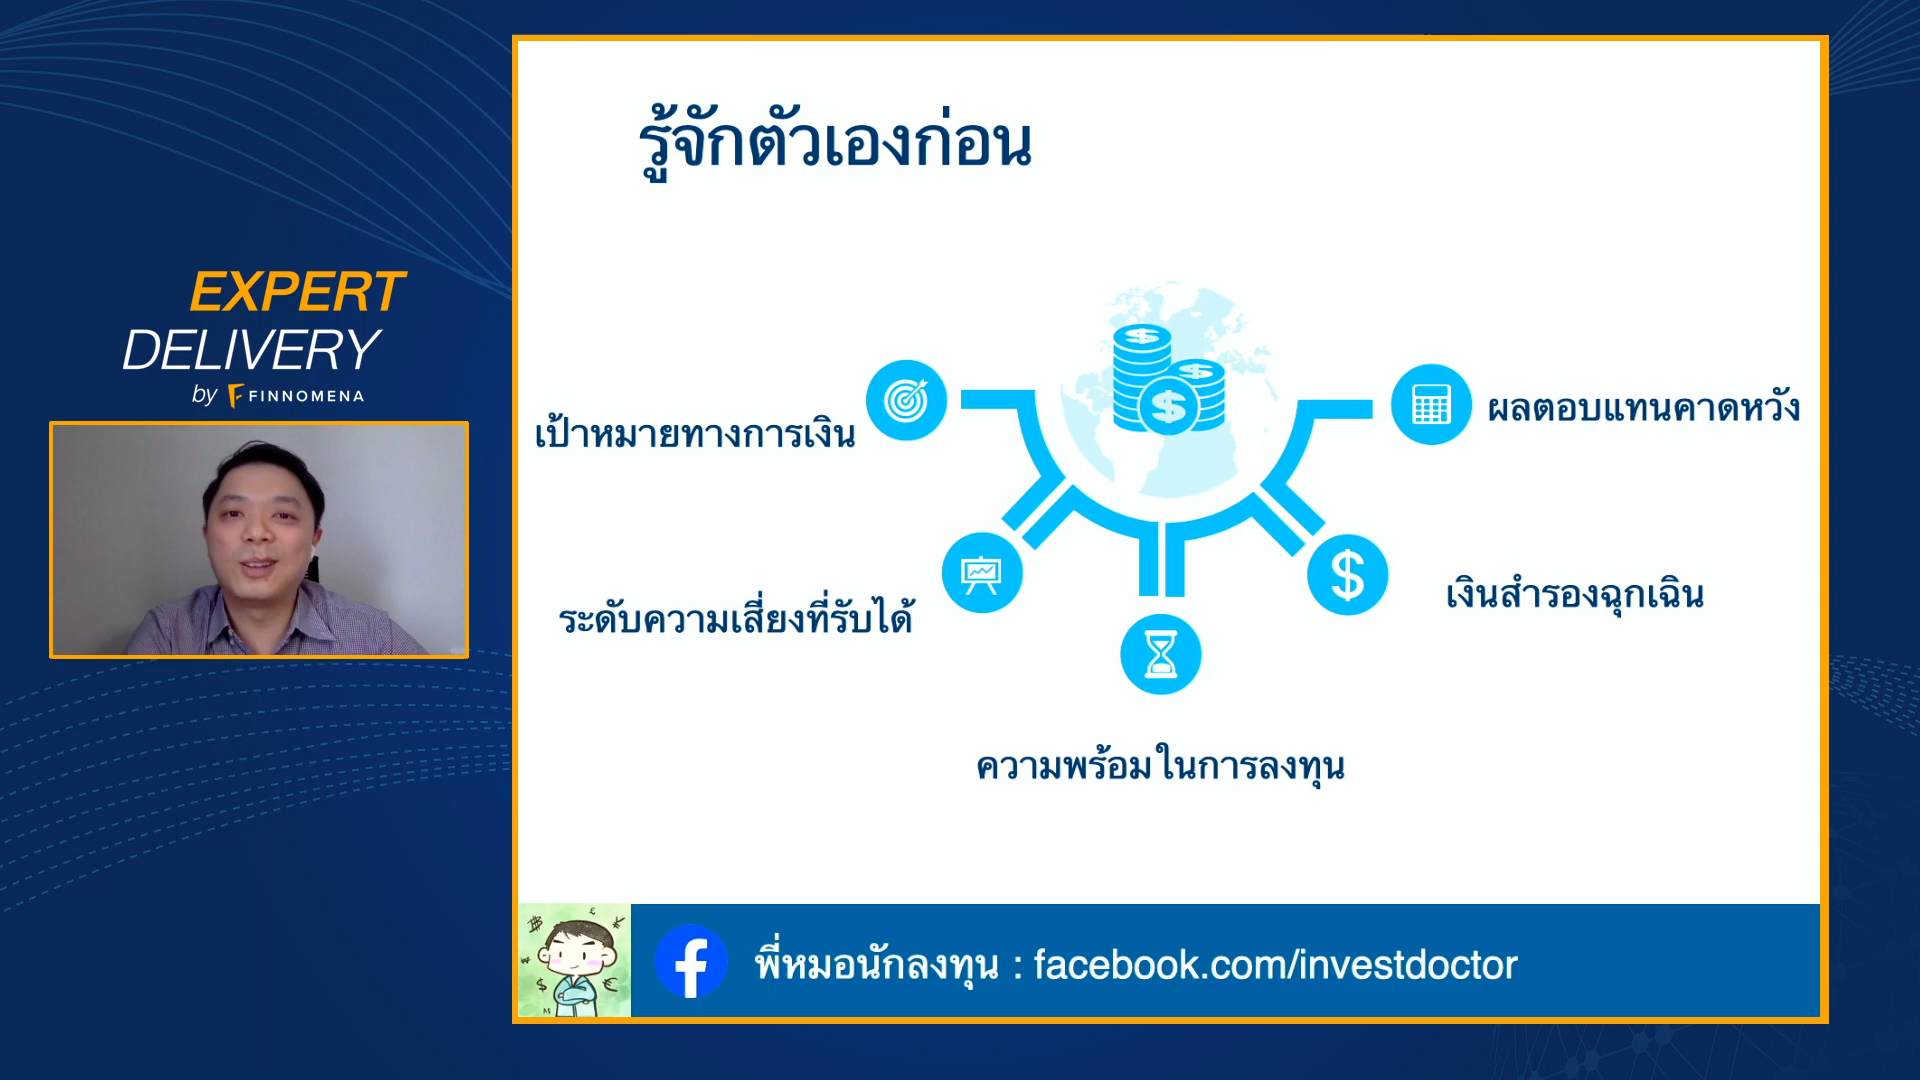 รู้จักตัวเองก่อน
EXPERT
DELIVERY
by FINNOMENA
เป้าหมายทางการเงิน
ผลตอบแทนคาดหวัง
ระดับความเสี่ยงที่รับได้
เงินสำรองฉุกเฉิน
ความพร้อมในการลงทุน
พี่หมอนักลงทุน : facebook.com/investdoctor